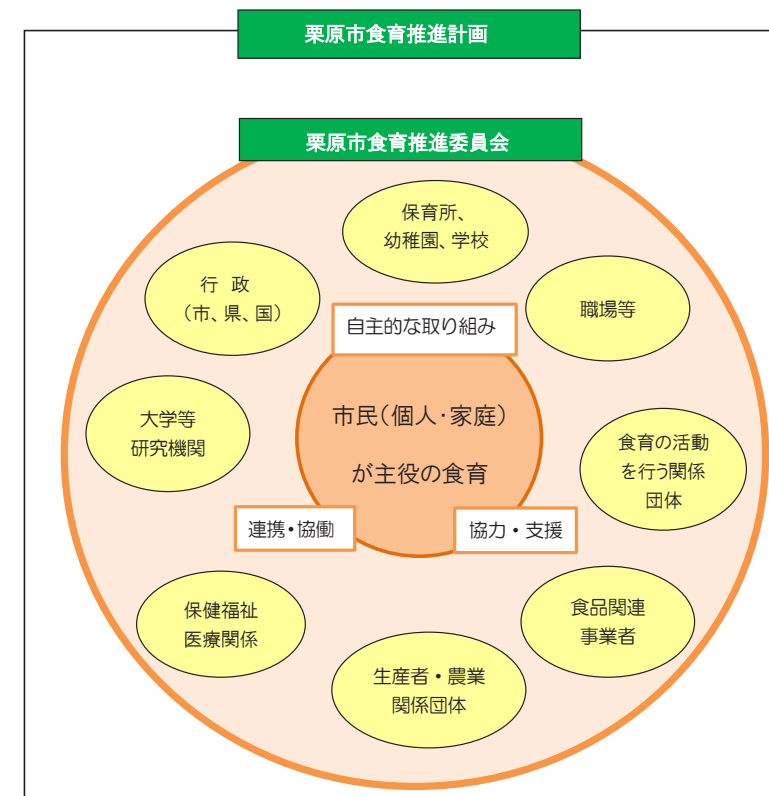 栗原市食育推進計画
栗原市食育推進委員会
保育所、
幼稚園、学校
行 政
（市、県、国）
職場等
自主的な取り組み
市民（個人・家庭）
が主役の食育
大学等
研究機関
食育の活動
を行う関係
団体
連携・協働
協力・支援
保健福祉
医療関係
食品関連
事業者
生産者・農業
関係団体